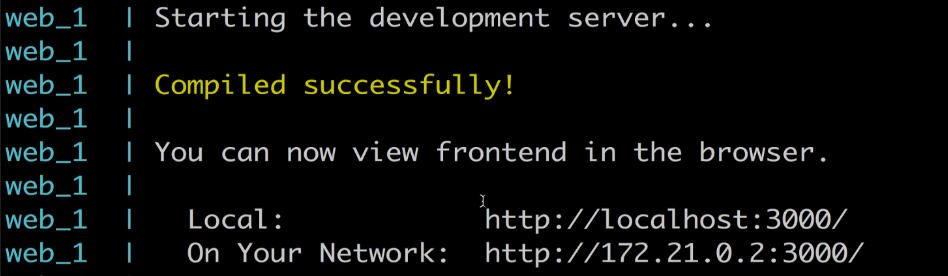 web_1  | Starting the development server...
web_1  |
web_1  | Compiled successfully!
web_1  |
web_1  | You can now view frontend in the browser.
web_1  |
web_1  |   Local:            http://localhost:3000/
web_1  |   On Your Network:  http://172.21.0.2:3000/